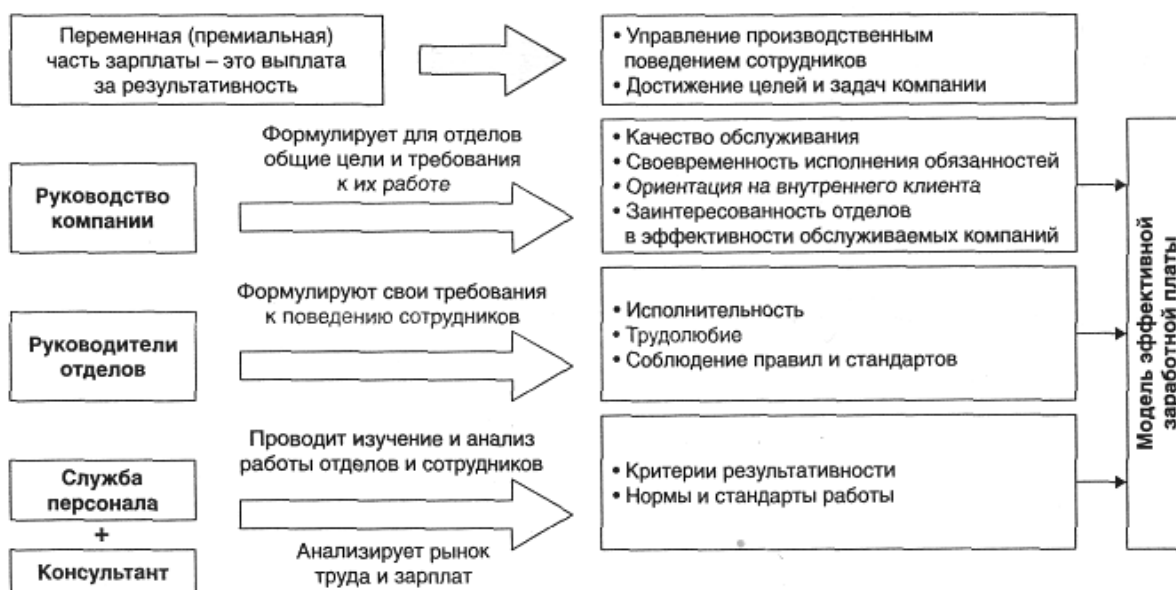 Переменная (премиальная)
часть зарплаты – это выплата
за результативность
• Управление производственным
поведением сотрудников
• Достижение целей и задач компании
Руководство
компании
Формулирует для отделов
общие цели и требования
к их работе
• Качество обслуживания
• Своевременность исполнения обязанностей
• Ориентация на внутреннего клиента
• Заинтересованность отделов
в эффективности обслуживаемых компаний
Руководители
отделов
Формулируют свои требования
к поведению сотрудников
• Исполнительность
• Трудолюбие
• Соблюдение правил и стандартов
Служба
персонала
+
Консультант
Проводит изучение и анализ
работы отделов и сотрудников
Анализирует рынок
труда и зарплат
• Критерии результативности
• Нормы и стандарты работы
Модель эффективной
заработной платы